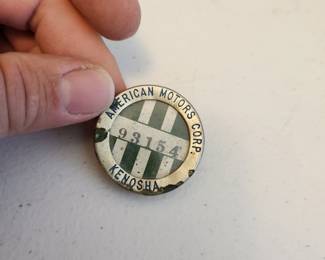 AMERICAN MOTORS CORP.
93154
KENOSHA